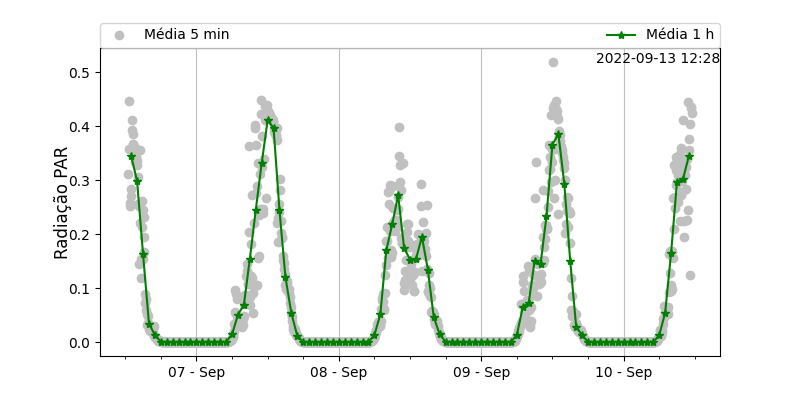 Média 5 min
Média 1 h
2022-09-13 12:28
Radiação PAR
0.5
0.4
0.3
0.2
0.1
0.0
07 - Sep
08 - Sep
09 - Sep
10 - Sep